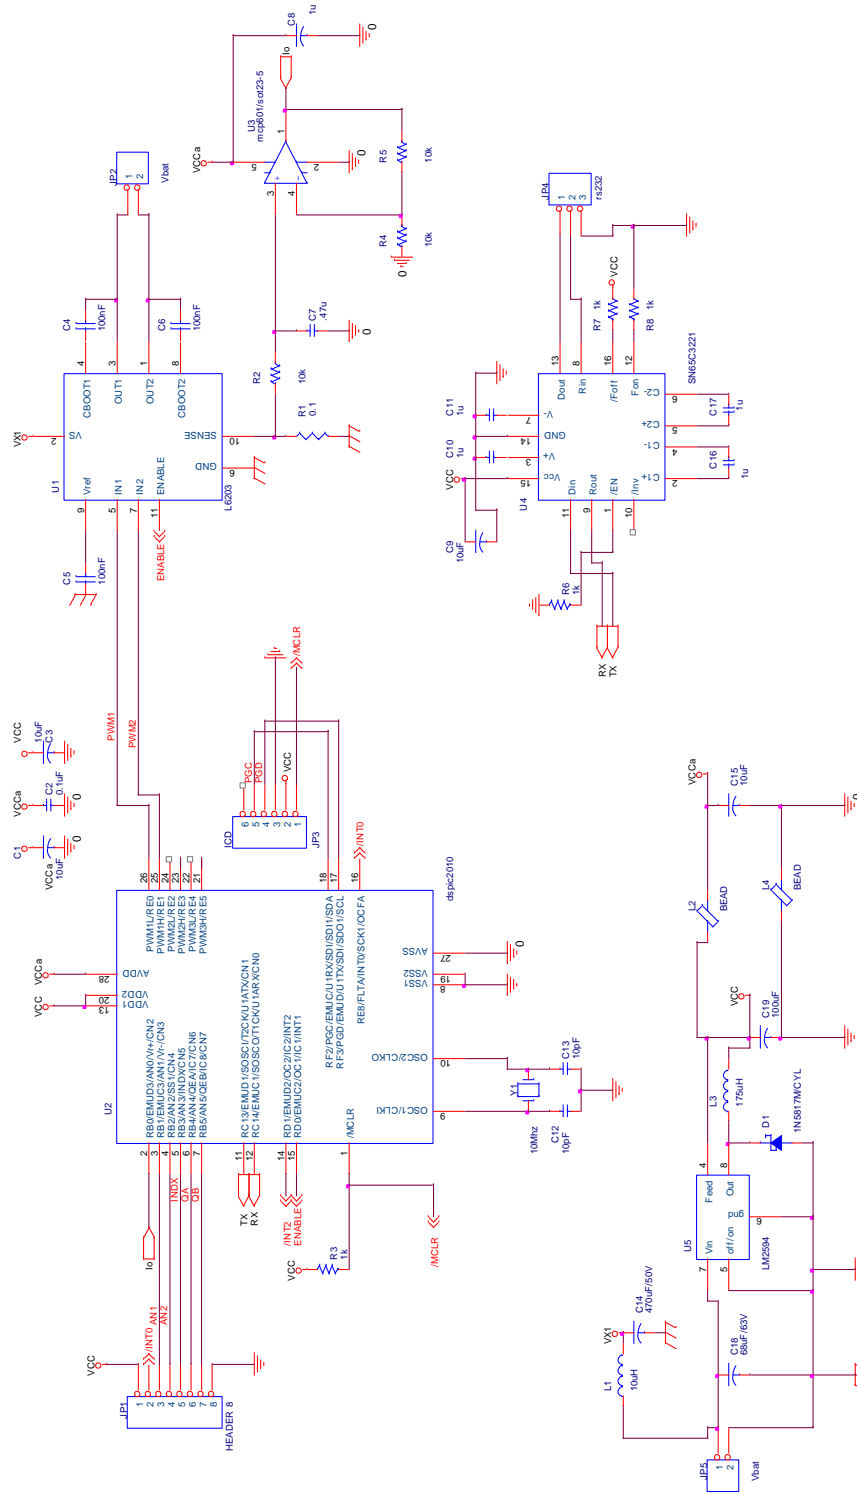 JP1
HEADER 8
1
2
3
4
5
6
7
8
VCC
/INT0
AN1
AN2
INDX
QA
QB
Io
U2
dspic2010
2
3
4
5
6
7
RB0/EMUD3/AN0/Vr+/CN2
RB1/EMUC3/AN1/Vr-/CN3
RB2/AN2/SS1/CN4
RB3/AN3/INDX/CN5
RB4/AN4/QEA/IC7/CN6
RB5/AN5/QEB/IC8/CN7
TX
RX
11
12
RC13/EMUD1/SOSCI/T2CK/U1ATX/CN1
RC14/EMUC1/SOSCO/T1CK/U1ARX/CN0
/INT2
ENABLE
14
15
RD1/EMUD2/OC2/IC2/INT2
RD0/EMUC2/OC1/IC1/INT1
VCC
R3
1k
1
/MCLR
/MCLR
VCC
VCCa
13
20
28
VDD1
VDD2
AVDD
PWM1L/RE0
PWM1H/RE1
PWM2L/RE2
PWM2H/RE3
PWM3L/RE4
PWM3H/RE5
26
25
24
23
22
21
RF2/PGC/EMUC/U1RX/SDI/SDI1/SDA
RF3/PGD/EMUD/U1TX/SDI/SDO1/SCL
18
17
RE8/FLTA/INT0/SCK1/OCFA
16
/INT0
OSC1/CLKI
OSC2/CLKO
9
10
VSS1
VSS2
AVSS
8
19
27
0
Y1
10Mhz
C12
10pF
C13
10pF
C1
VCCa
10uF
0
VCCa
C2
0.1uF
0
VCC
10uF
C3
PWM1
PWM2
ICD
JP3
6
5
4
3
2
1
PGC
PGD
VCC
/MCLR
C5
100nF
U1
L6203
9
5
7
11
Vref
IN1
IN2
ENABLE
ENABLE
VX1
2
VS
CBOOT1
OUT1
OUT2
CBOOT2
4
3
1
8
SENSE
10
GND
6
C4
100nF
C6
100nF
JP2
1
2
Vbat
R1
0.1
R2
10k
C7
.47u
0
VCCa
U3
mcp601/sot23-5
3
4
5
2
1
+
-
0
Io
C8
1u
0
R4
10k
0
R5
10k
VCC
C9
10uF
C10
1u
C11
1u
U4
SN65C3221
15
3
14
7
Vcc
V+
GND
V-
11
9
1
10
Din
Rout
/EN
/Inv
Dout
Rin
/Foff
Fon
13
8
16
12
C1+
C1-
C2+
C2-
2
4
5
6
C16
1u
C17
1u
R6
1k
RX
TX
JP4
1
2
3
rs232
R7
1k
VCC
R8
1k
JP5
1
2
Vbat
L1
10uH
VX1
C14
470uF/50V
C18
68uF/63V
U5
LM2594
7
5
Vin
off/on
Feed
Out
4
8
gnd
6
D1
1N5817M/CYL
L3
175uH
VCC
C19
100uF
L2
BEAD
L4
BEAD
VCCa
C15
10uF
0